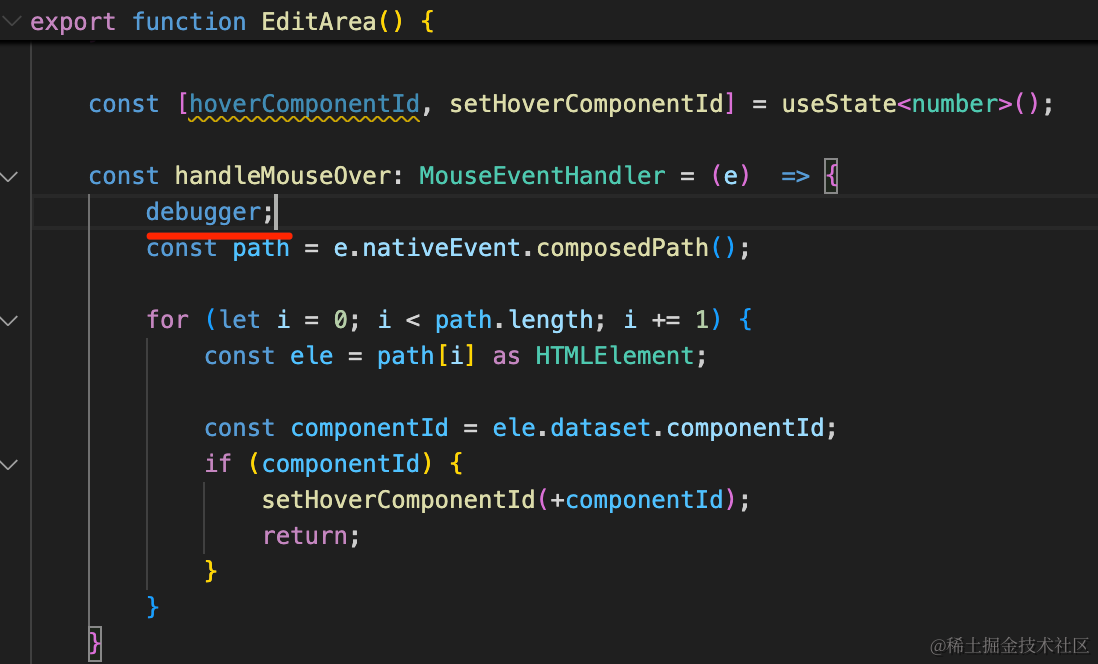 export function EditArea() {
const [hoverComponentId, setHoverComponentId] = useState<number>();
const handleMouseOver: MouseEventHandler = (e)  => {
debugger;
const path = e.nativeEvent.composedPath();
for (let i = 0; i < path.length; i += 1) {
const ele = path[i] as HTMLElement;
const componentId = ele.dataset.componentId;
if (componentId) {
setHoverComponentId(+componentId);
return;
}
}
}
@稀土掘金技术社区